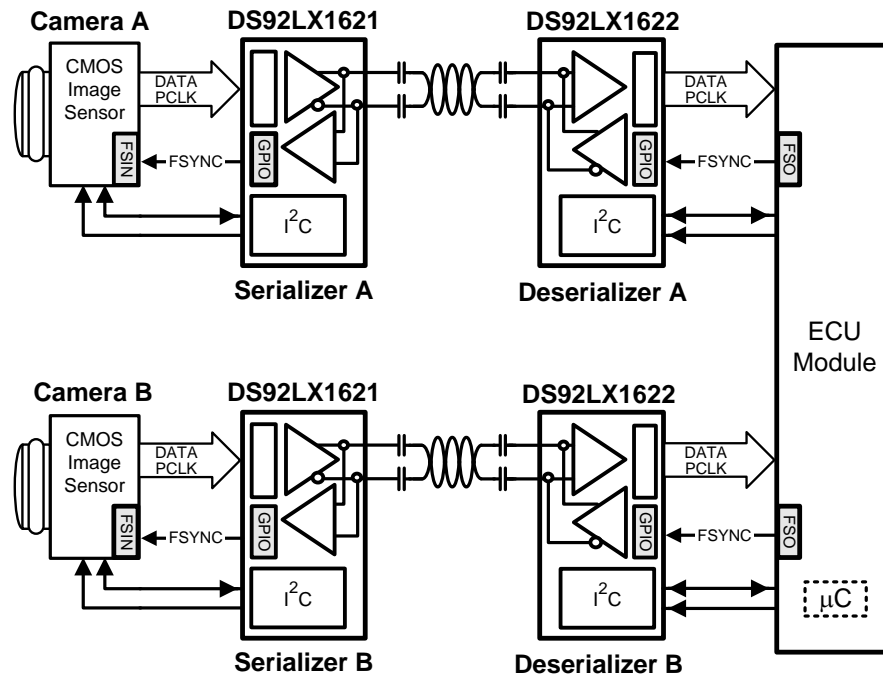 Camera A
DS92LX1621
DS92LX1622
CMOS
Image
Sensor
DATA
PCLK
DATA
PCLK
FSIN
FSYNC
GPIO
GPIO
FSYNC
FSO
I²C
I²C
Serializer A
Deserializer A
ECU
Module
Camera B
DS92LX1621
DS92LX1622
CMOS
Image
Sensor
DATA
PCLK
DATA
PCLK
FSIN
FSYNC
GPIO
GPIO
FSYNC
FSO
I²C
I²C
μC
Serializer B
Deserializer B